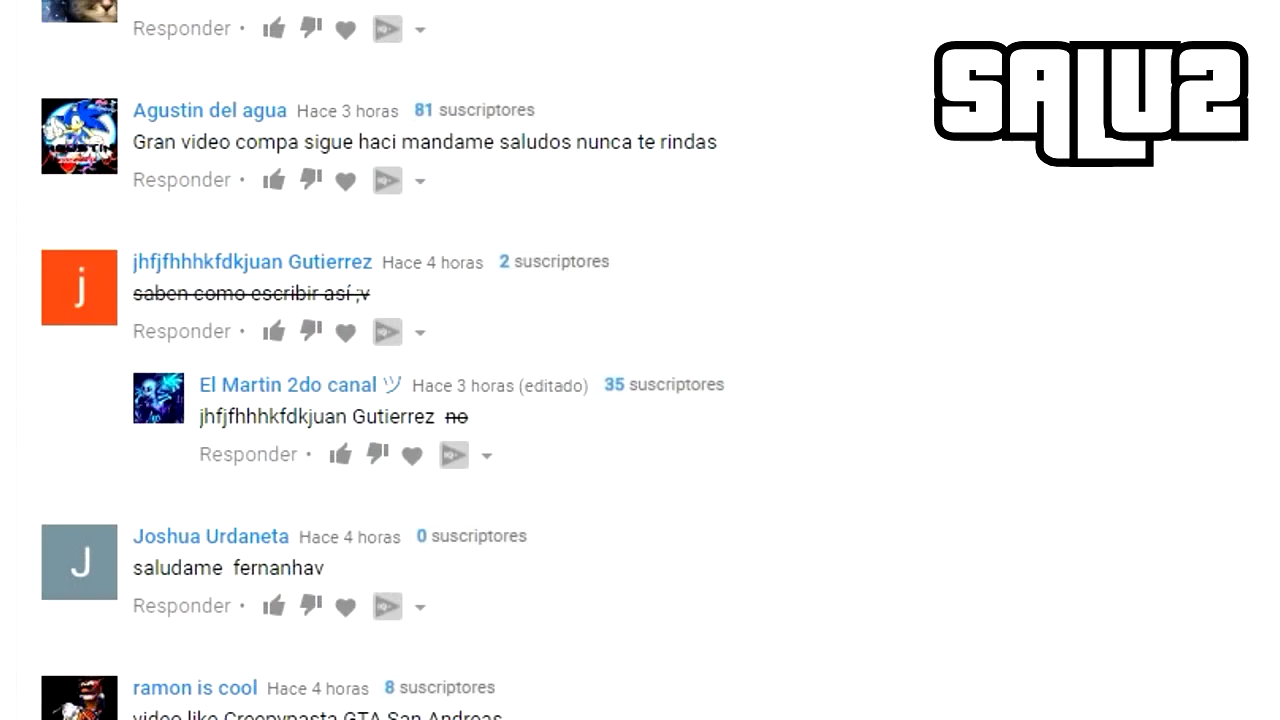 Responder •
SALU2
Agustin del agua Hace 3 horas 81 suscriptores
Gran video compa sigue haci mandame saludos nunca te rindas
Responder •
j
jhfjfhhhkfdkjuan Gutierrez Hace 4 horas 2 suscriptores
saben como escribir así ;v
Responder •
El Martin 2do canal ツ Hace 3 horas (editado) 35 suscriptores
jhfjfhhhkfdkjuan Gutierrez no
Responder •
J
Joshua Urdaneta Hace 4 horas 0 suscriptores
saludame fernanhav
Responder •
ramon is cool Hace 4 horas 8 suscriptores
video like Creepypasta GTA San Andreas